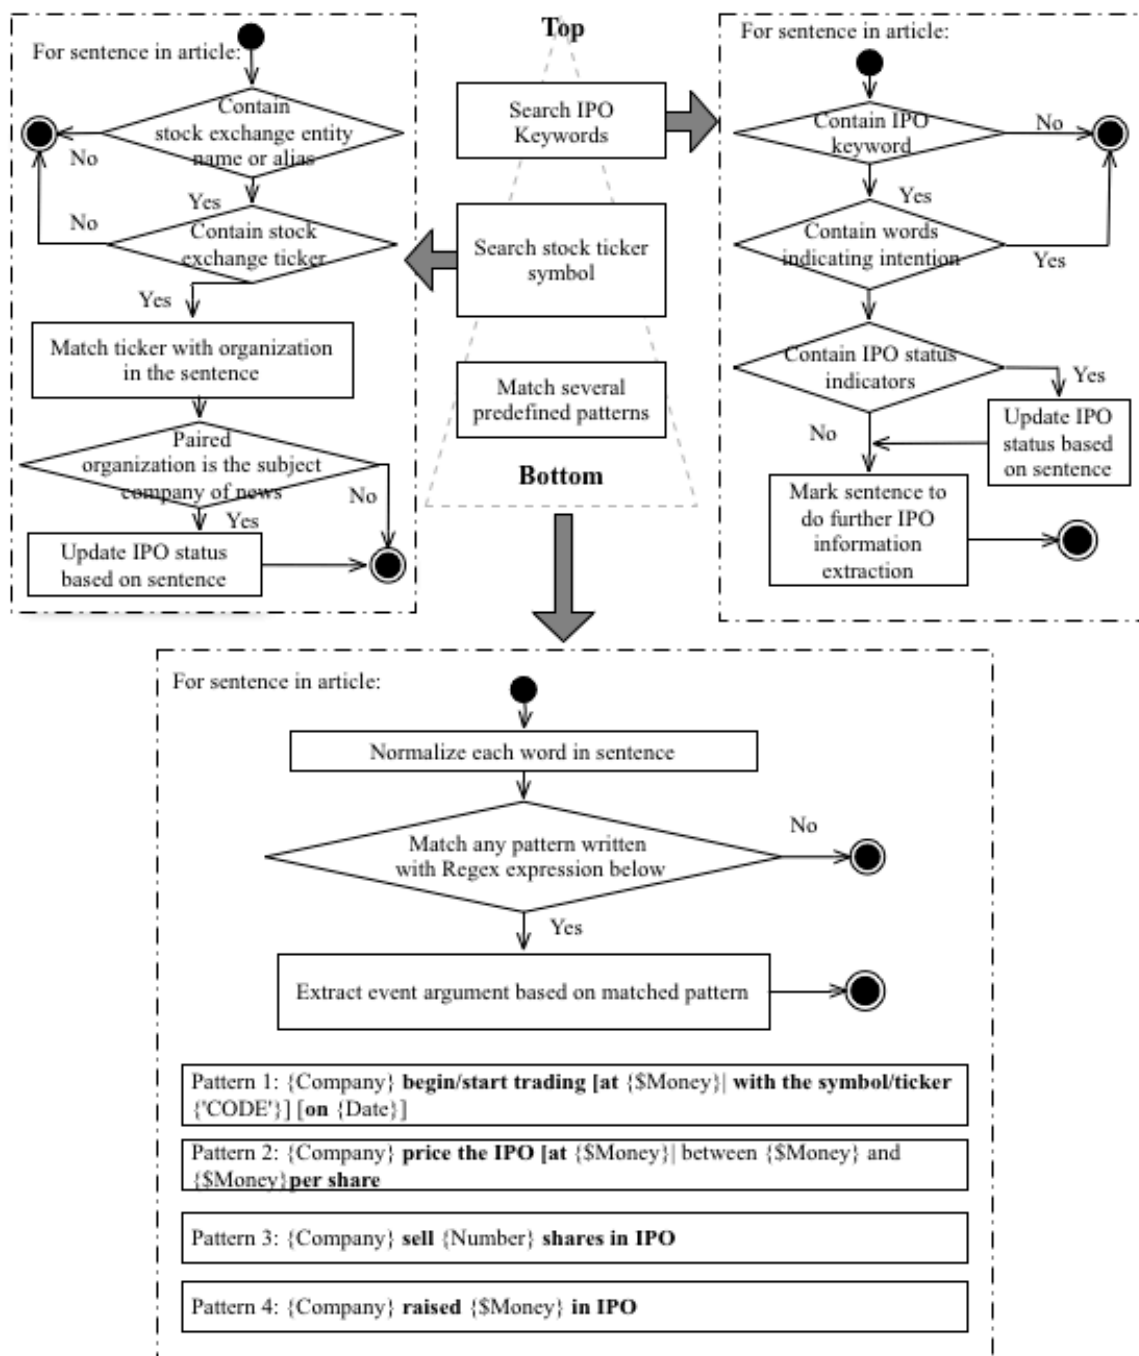 For sentence in article:
Contain
stock exchange entity
name or alias
No
Yes
No
Contain stock
exchange ticker
Yes
Match ticker with organization
in the sentence
Paired
organization is the subject
company of news
No
Yes
Update IPO status
based on sentence
Top
Search IPO
Keywords
Search stock ticker
symbol
Match several
predefined patterns
Bottom
For sentence in article:
Contain IPO
keyword
No
Yes
Contain words
indicating intention
Yes
Contain IPO status
indicators
Yes
No
Update IPO
status based
on sentence
Mark sentence to
do further IPO
information
extraction
For sentence in article:
Normalize each word in sentence
Match any pattern written
with Regex expression below
No
Yes
Extract event argument based on matched pattern
Pattern 1: {Company} begin/start trading [at {$Money}| with the symbol/ticker
{'CODE'}] [on {Date}]
Pattern 2: {Company} price the IPO [at {$Money}| between {$Money} and
{$Money}per share
Pattern 3: {Company} sell {Number} shares in IPO
Pattern 4: {Company} raised {$Money} in IPO